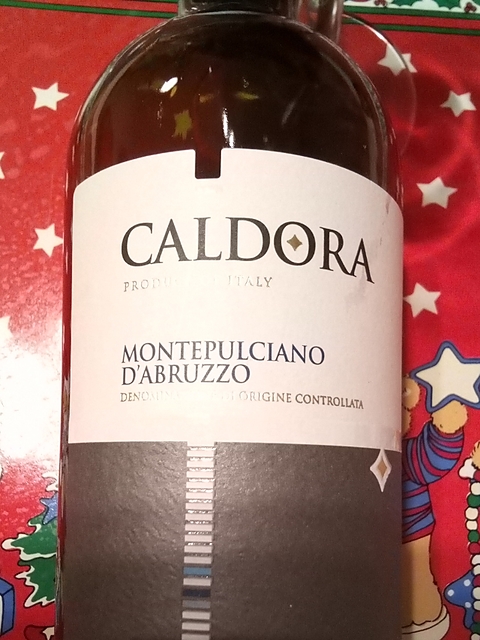 CALDORA
ITALY
MONTEPULCIANO
D'ABRUZZO
ORIGINE CONTROLLATA